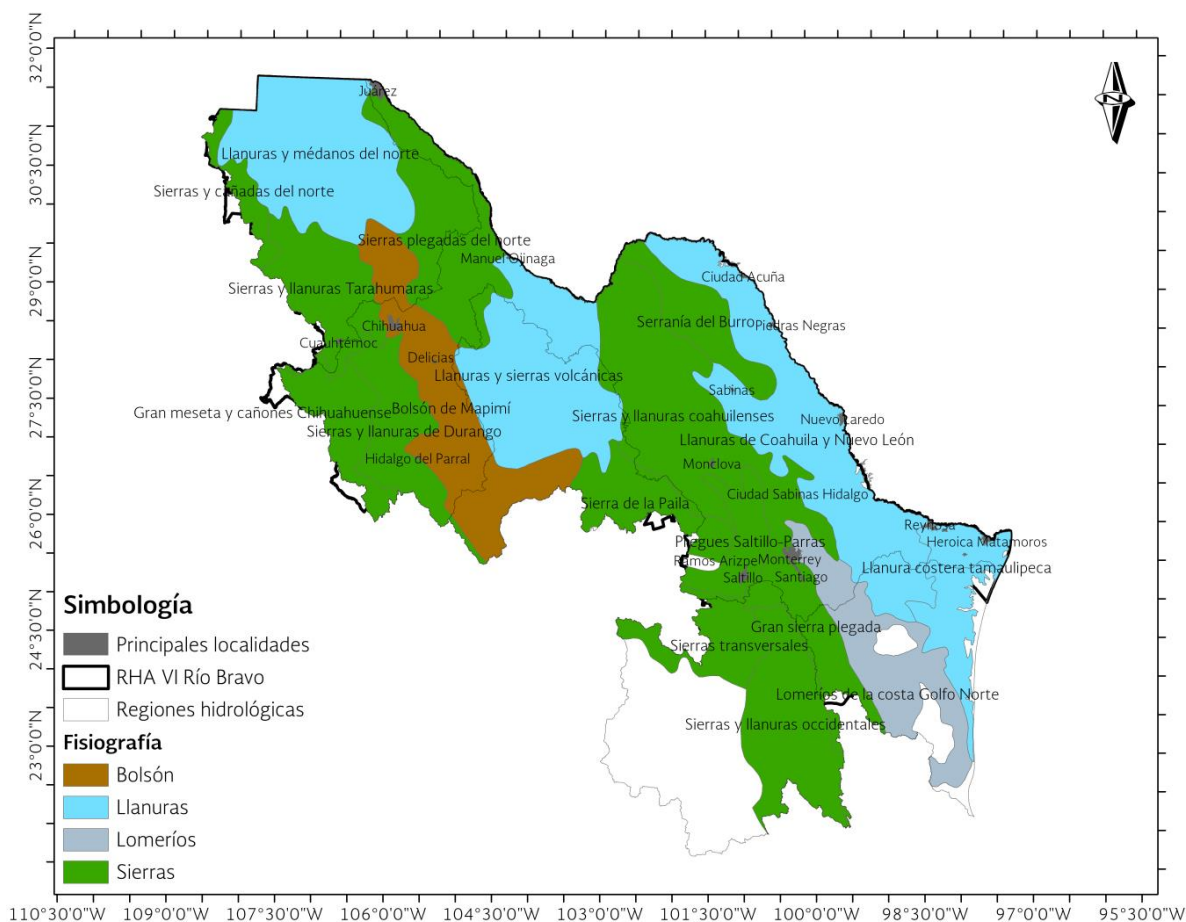 32°0'0"N
30°30'0"N
29°0'0"N
27°30'0"N
26°0'0"N
24°30'0"N
23°0'0"N
N
Juárez
Llanuras y médanos del norte
Sierras y cañadas del norte
Sierras plegadas del norte
Manuel Ojinaga
Ciudad Acuña
Sierras y llanuras Tarahumaras
Chihuahua
Serranía del Burro
Piedras Negras
Cuauhtémoc
Delicias
Llanuras y sierras volcánicas
Sabinas
Gran meseta y cañones Chihuahuense
Bolsón de Mapimí
Sierras y llanuras coahuilenses
Nuevo Laredo
Sierras y llanuras de Durango
Llanuras de Coahuila y Nuevo León
Hidalgo del Parral
Monclova
Sierra de la Paila
Ciudad Sabinas Hidalgo
Reynosa
Pliegues Saltillo-Parras
Heroica Matamoros
Ramos Arizpe
Monterrey
Llanura costera tamaulipeca
Saltillo
Santiago
Gran sierra plegada
Sierras transversales
Lomeríos de la costa Golfo Norte
Sierras y llanuras occidentales
Simbología
Principales localidades
RHA VI Río Bravo
Regiones hidrológicas
Fisiografía
Bolsón
Llanuras
Lomeríos
Sierras
110°30'0"W
109°0'0"W
107°30'0"W
106°0'0"W
104°30'0"W
103°0'0"W
101°30'0"W
100°0'0"W
98°30'0"W
97°0'0"W